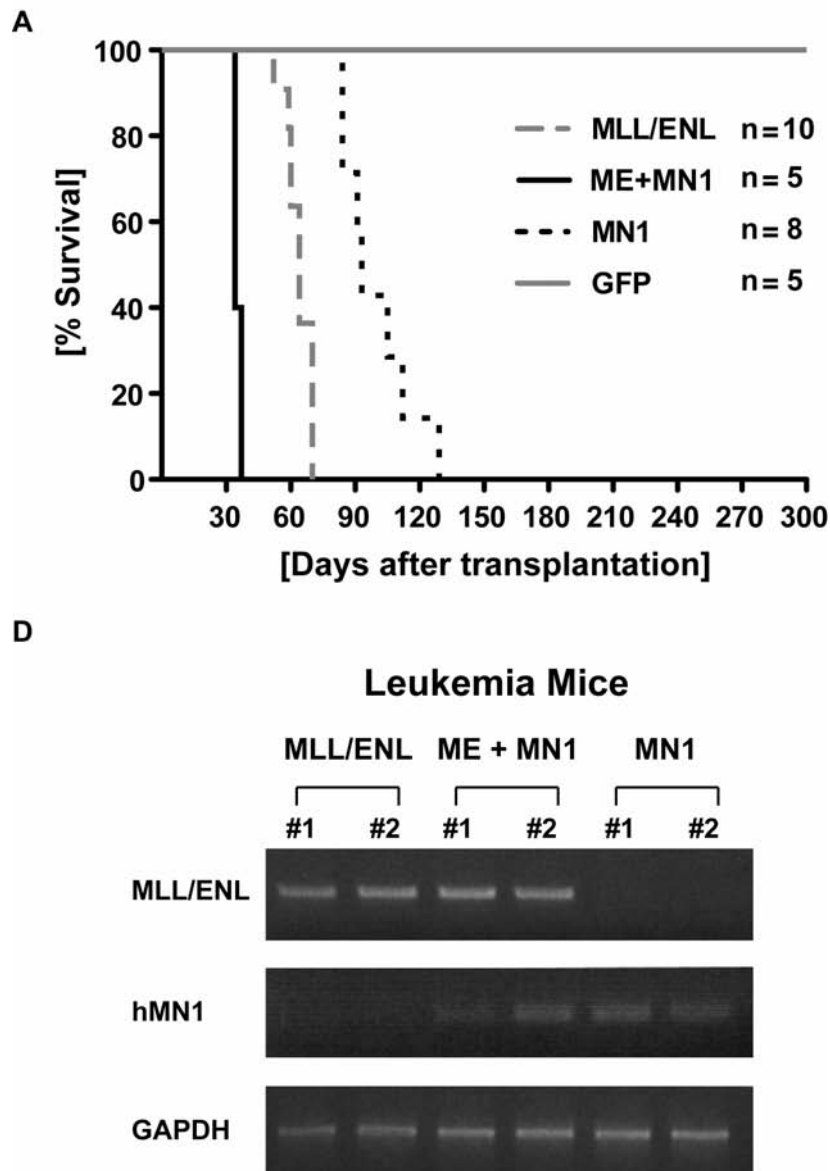 A
[% Survival]
100
80
60
40
20
0
MLL/ENL n = 10
ME+MN1 n = 5
MN1 n = 8
GFP n = 5
30 60 90 120 150 180 210 240 270 300
[Days after transplantation]
D
Leukemia Mice
MLL/ENL ME + MN1 MN1
#1 #2 #1 #2 #1 #2
MLL/ENL
hMN1
GAPDH